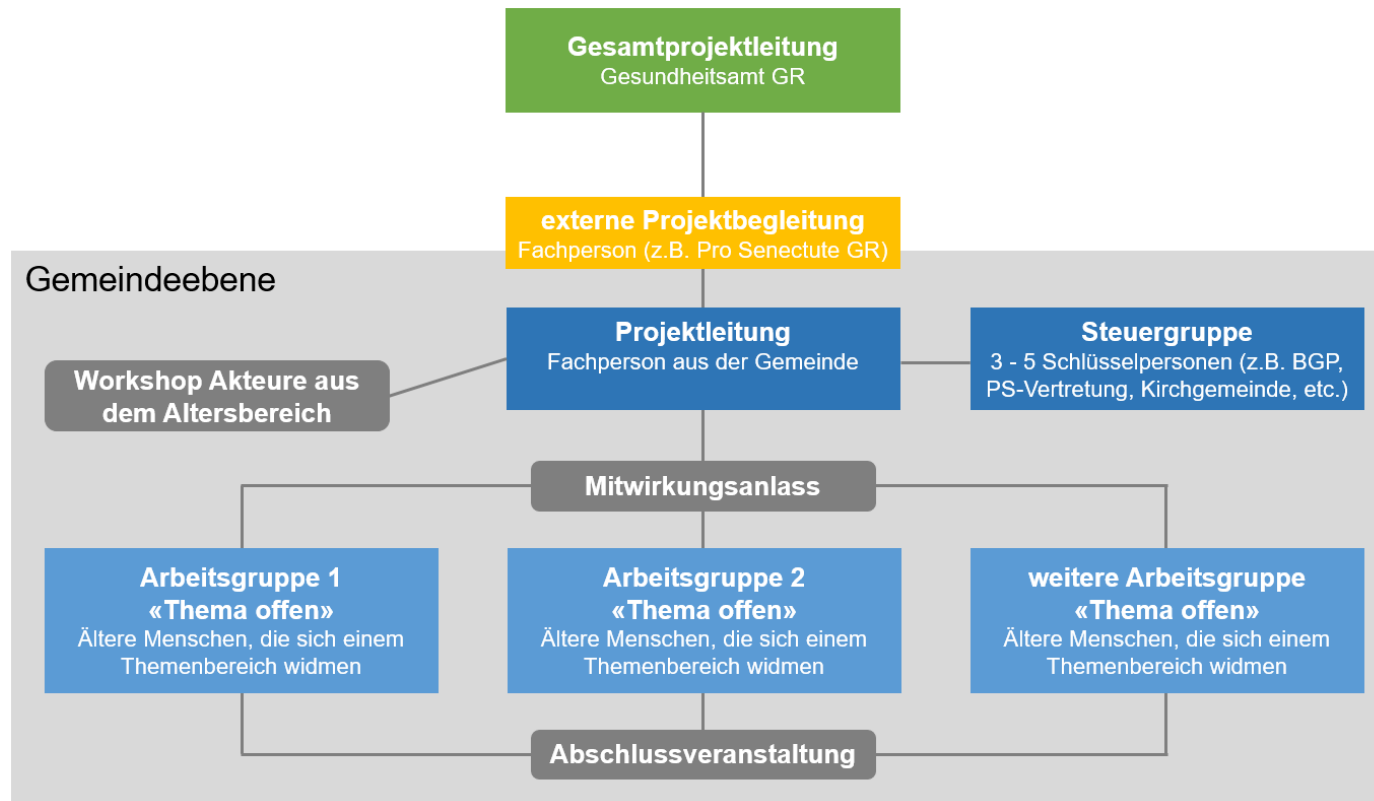 Gesamtprojektleitung
Gesundheitsamt GR
externe Projektbegleitung
Fachperson (z.B. Pro Senectute GR)
Gemeindeebene
Projektleitung
Fachperson aus der Gemeinde
Steuergruppe
3 - 5 Schlüsselpersonen (z.B. BGP,
PS-Vertretung, Kirchgemeinde, etc.)
Workshop Akteure aus
dem Altersbereich
Mitwirkungsanlass
Arbeitsgruppe 1
«Thema offen»
Ältere Menschen, die sich einem
Themenbereich widmen
Arbeitsgruppe 2
«Thema offen»
Ältere Menschen, die sich einem
Themenbereich widmen
weitere Arbeitsgruppe
«Thema offen»
Ältere Menschen, die sich einem
Themenbereich widmen
Abschlussveranstaltung